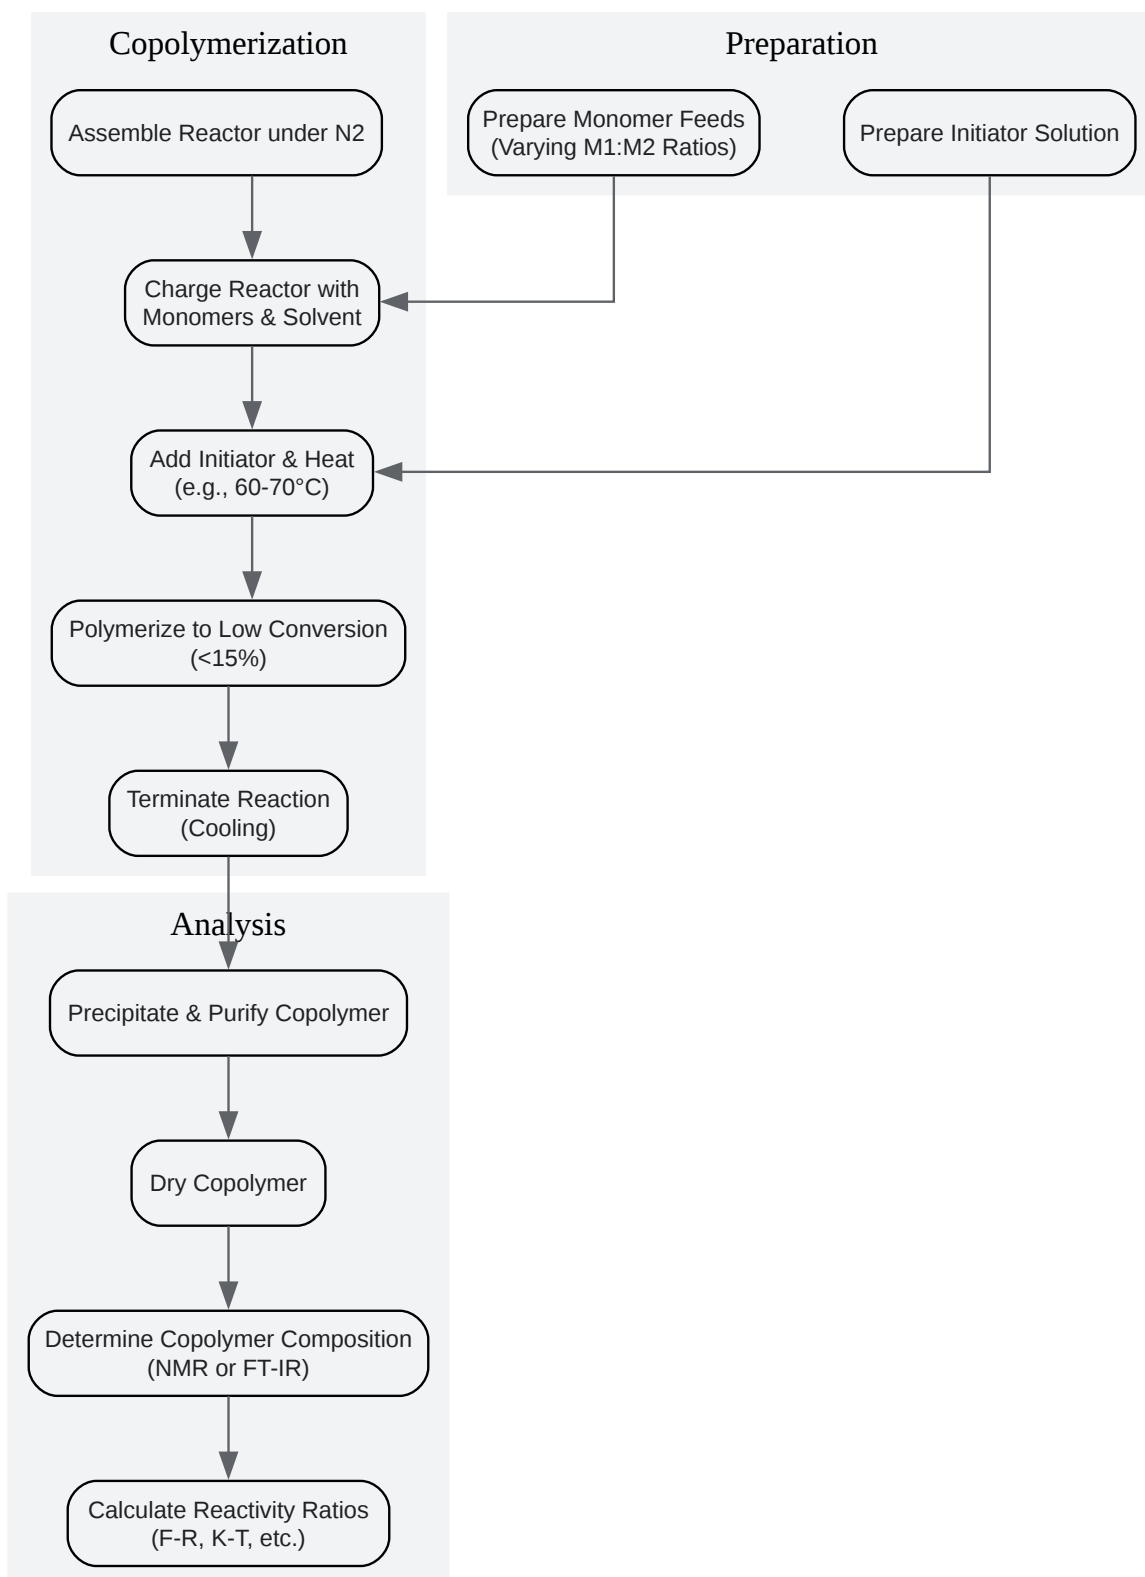 Copolymerization
Preparation
Assemble Reactor under N2
Prepare Monomer Feeds
(Varying M1:M2 Ratios)
Prepare Initiator Solution
Charge Reactor with
Monomers & Solvent
Add Initiator & Heat
(e.g., 60-70°C)
Polymerize to Low Conversion
(<15%)
Terminate Reaction
(Cooling)
Analysis
Precipitate & Purify Copolymer
Dry Copolymer
Determine Copolymer Composition
(NMR or FT-IR)
Calculate Reactivity Ratios
(F-R, K-T, etc.)